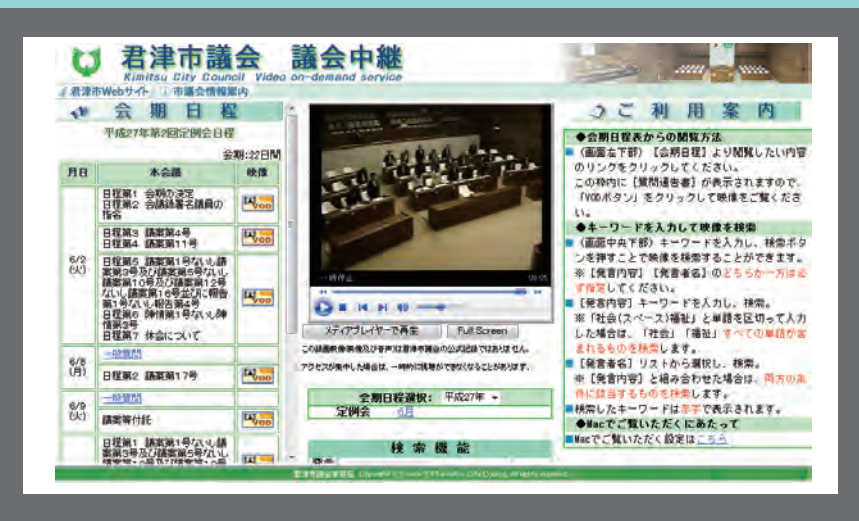 君津市議会 議会中継
Kimitsu City Council Video on-demand service
君津市Webサイト 市議会情報案内
会期日程
平成27年第2回定例会日程
会期:22日間
月日 本会議 映像
6/2
(火)
日程第1 会期の決定
日程第2 会議録署名議員の
指名
VOD
日程第3 議案第4号
日程第4 議案第11号
VOD
日程第5 議案第1号ないし議
案第3号及び議案第5号ないし
議案第10号及び議案第12号
ないし議案第16号並びに報告
第1号ないし報告第4号
日程第6 陳情第1号ないし陳
情第3号
日程第7 休会について
VOD
6/8
(月)
一般質問
日程第2 議案第17号
VOD
6/9
(火)
一般質問
議案等付託
VOD
日程第1 議案第1号ないし議
案第3号及び議案第5号ないし
VOD
一時停止
メディアプレイヤーで再生 Full Screen
この録画映像(映像及び音声)は君津市議会の公式記録ではありません。
アクセスが集中した場合は、一時的に視聴ができなくなることがあります。
会期日程選択: 平成27年
定例会 6月
検索機能
ご利用案内
◆会期日程表からの閲覧方法
(画面左下部)【会期日程】より閲覧したい内容
のリンクをクリックしてください。
この枠内に[質問通告書]が表示されますので、
「VODボタン」をクリックして映像をご覧くださ
い。
◆キーワードを入力して映像を検索
(画面中央下部)キーワードを入力し、検索ボタ
ンを押すことで映像を検索することができます。
※【発言内容】【発言者名】のどちらか一方は必
ず指定してください。
【発言内容】キーワードを入力し、検索。
※「社会(スペース)福祉」と単語を区切って入力
した場合は、「社会」「福祉」すべての単語が含
まれるものを検索します。
【発言者名】リストから選択し、検索。
※【発言内容】と組み合わせた場合は、両方の条
件に該当するものを検索します。
検索したキーワードは赤字で表示されます。
◆Macでご覧いただくにあたって
Macでご覧いただく設定はこちら